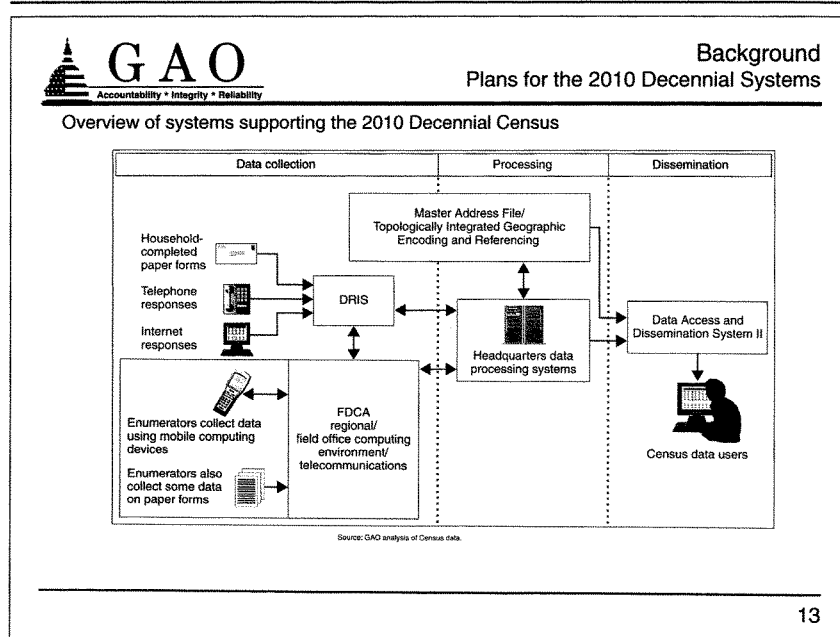 GAO
Accountability * Integrity * Reliability
Background
Plans for the 2010 Decennial Systems
Overview of systems supporting the 2010 Decennial Census
Data collection
Processing
Dissemination
Master Address File/
Topologically Integrated Geographic
Encoding and Referencing
Household-
completed
paper forms
Telephone
responses
Internet
responses
DRIS
Headquarters data
processing systems
Data Access and
Dissemination System II
Census data users
Enumerators collect data
using mobile computing
devices
Enumerators also
collect some data
on paper forms
FDCA
regional/
field office computing
environment/
telecommunications
Source: GAO analysis of Census data.
13